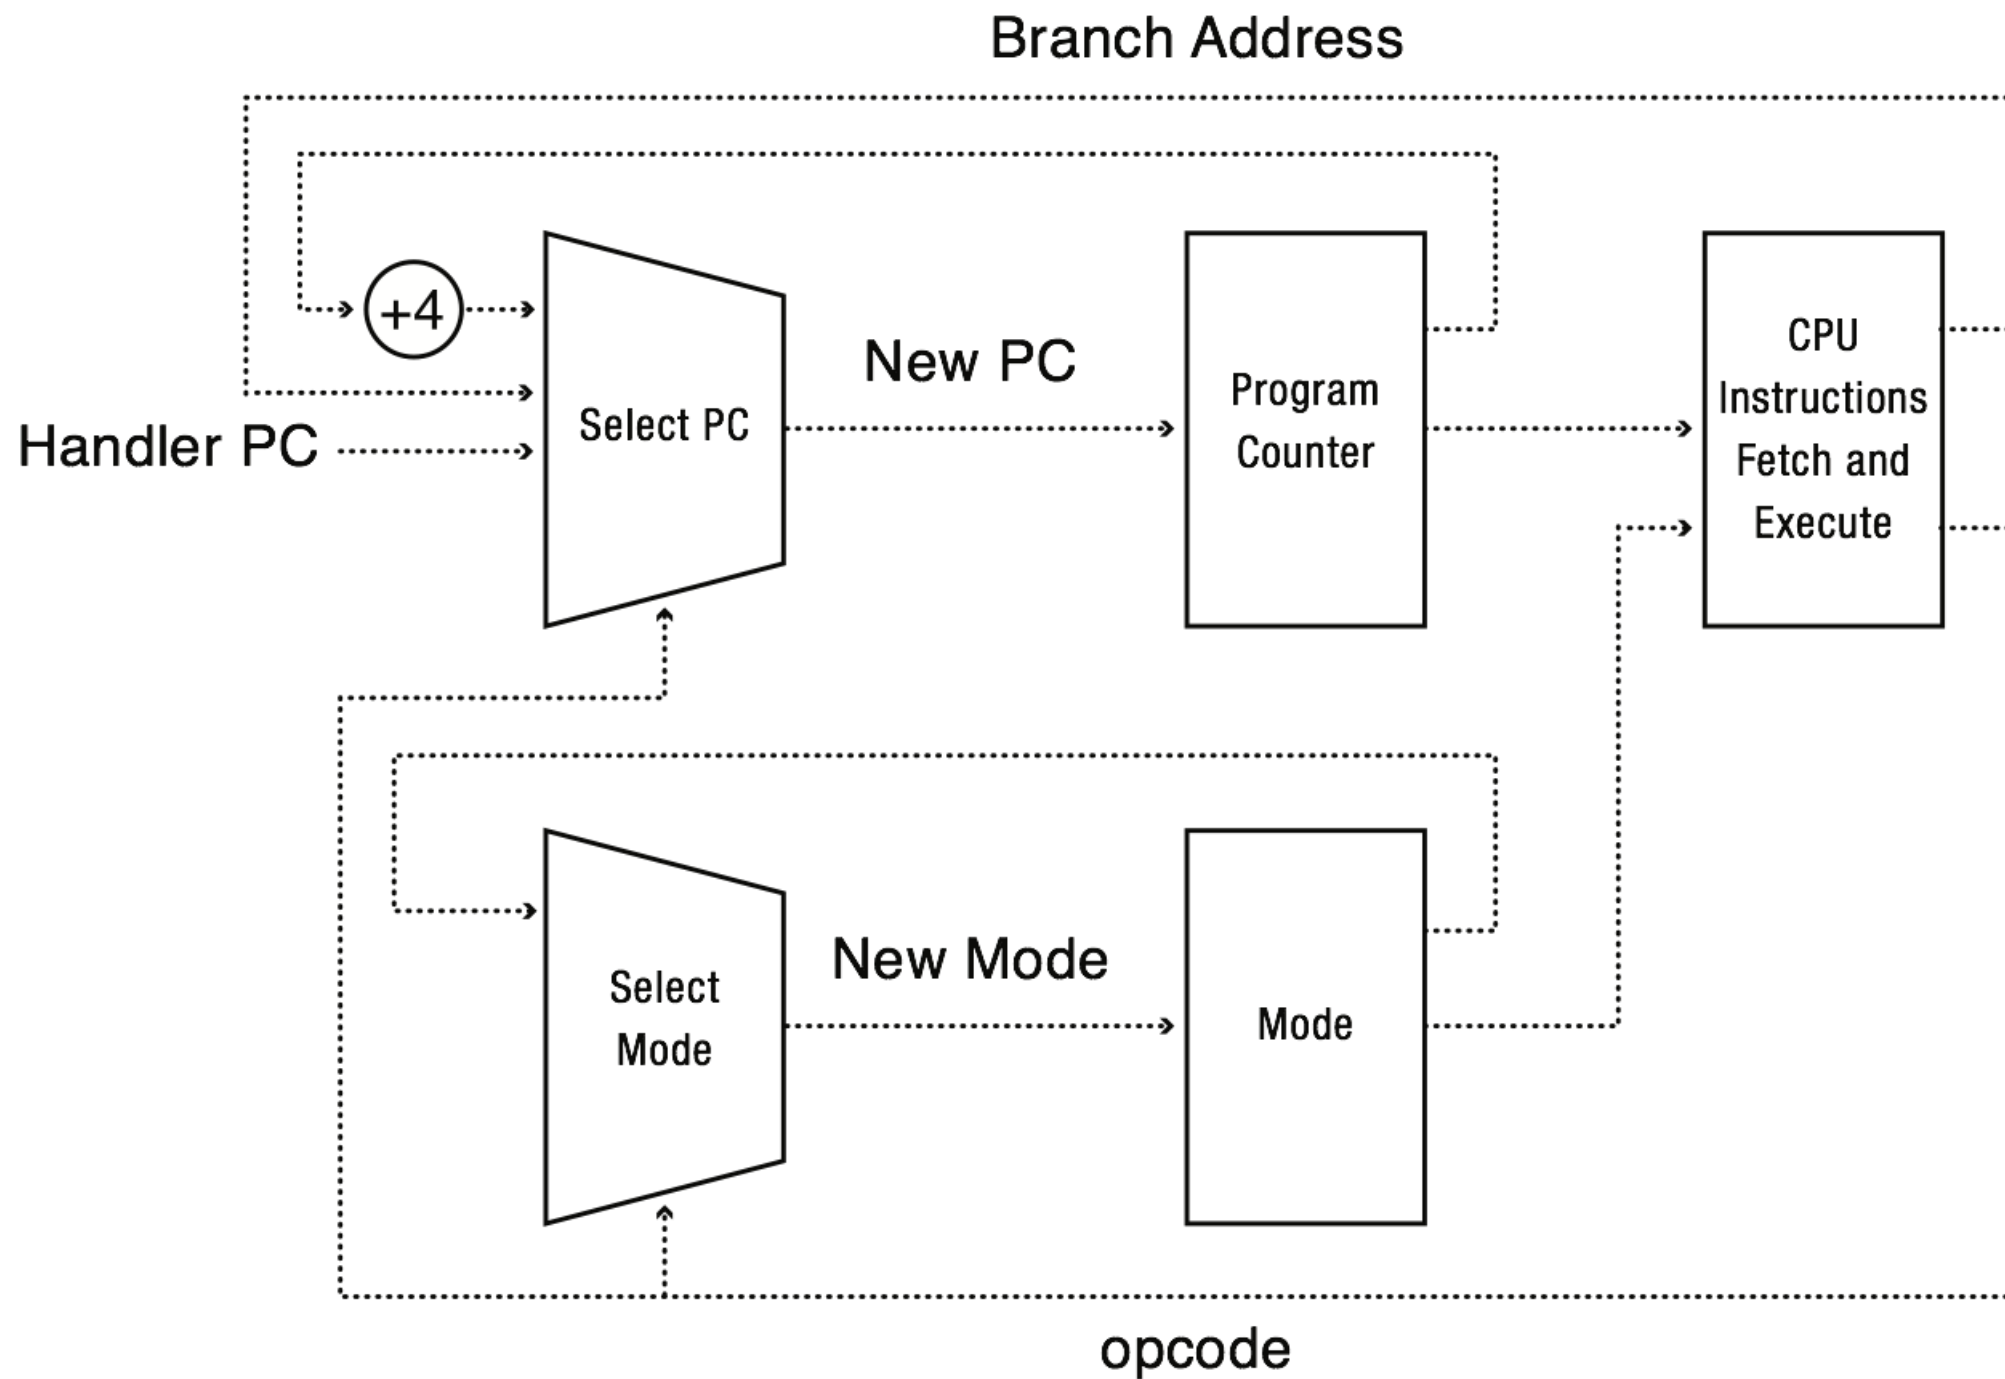 Branch Address
+4
Handler PC
Select PC
New PC
Program
Counter
CPU
Instructions
Fetch and
Execute
Select
Mode
New Mode
Mode
opcode